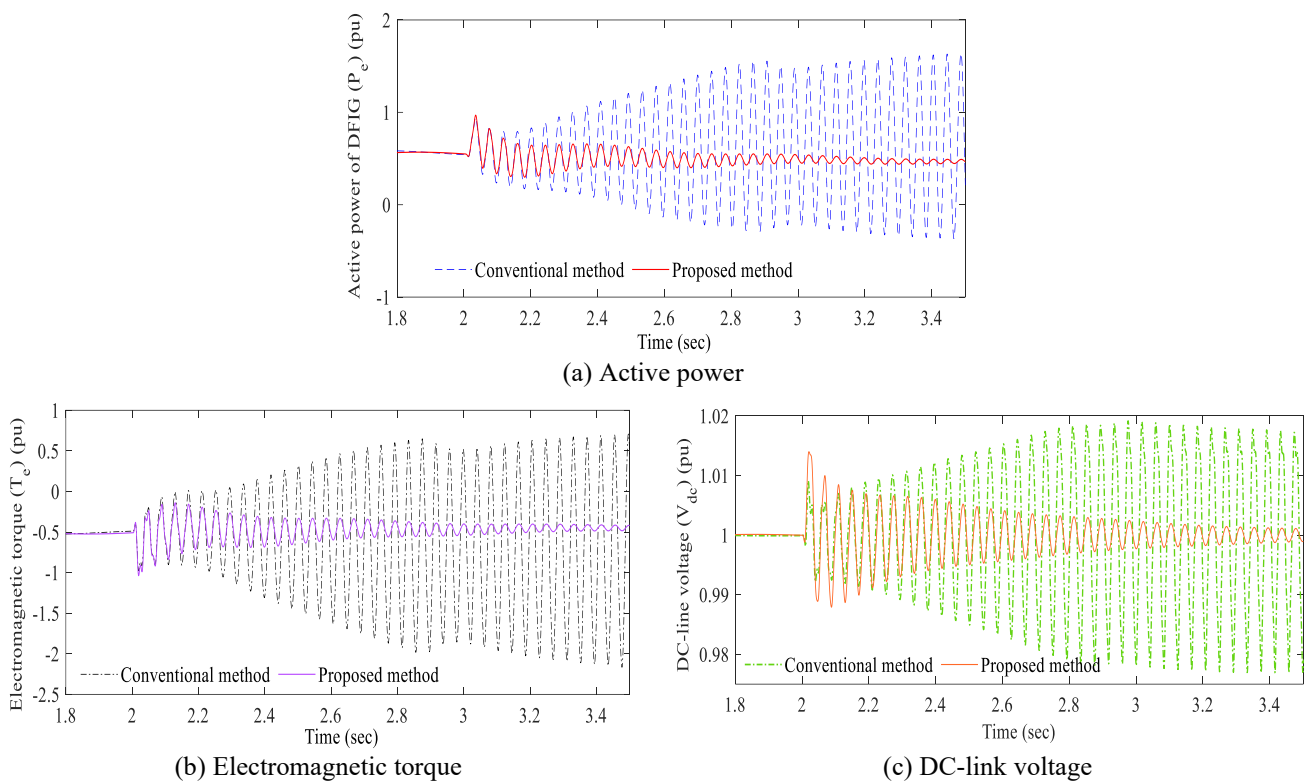 Active power of DFIG (P_e) (pu)
2
1
0
-1
Conventional method
Proposed method
1.8 2 2.2 2.4 2.6 2.8 3 3.2 3.4
Time (sec)
(a) Active power
Electromagnetic torque (T_e) (pu)
1
0.5
0
-0.5
-1
-1.5
-2
-2.5
Conventional method
Proposed method
1.8 2 2.2 2.4 2.6 2.8 3 3.2 3.4
Time (sec)
(b) Electromagnetic torque
DC-line voltage (V_dc) (pu)
1.02
1.01
1
0.99
0.98
Conventional method
Proposed method
1.8 2 2.2 2.4 2.6 2.8 3 3.2 3.4
Time (sec)
(c) DC-link voltage